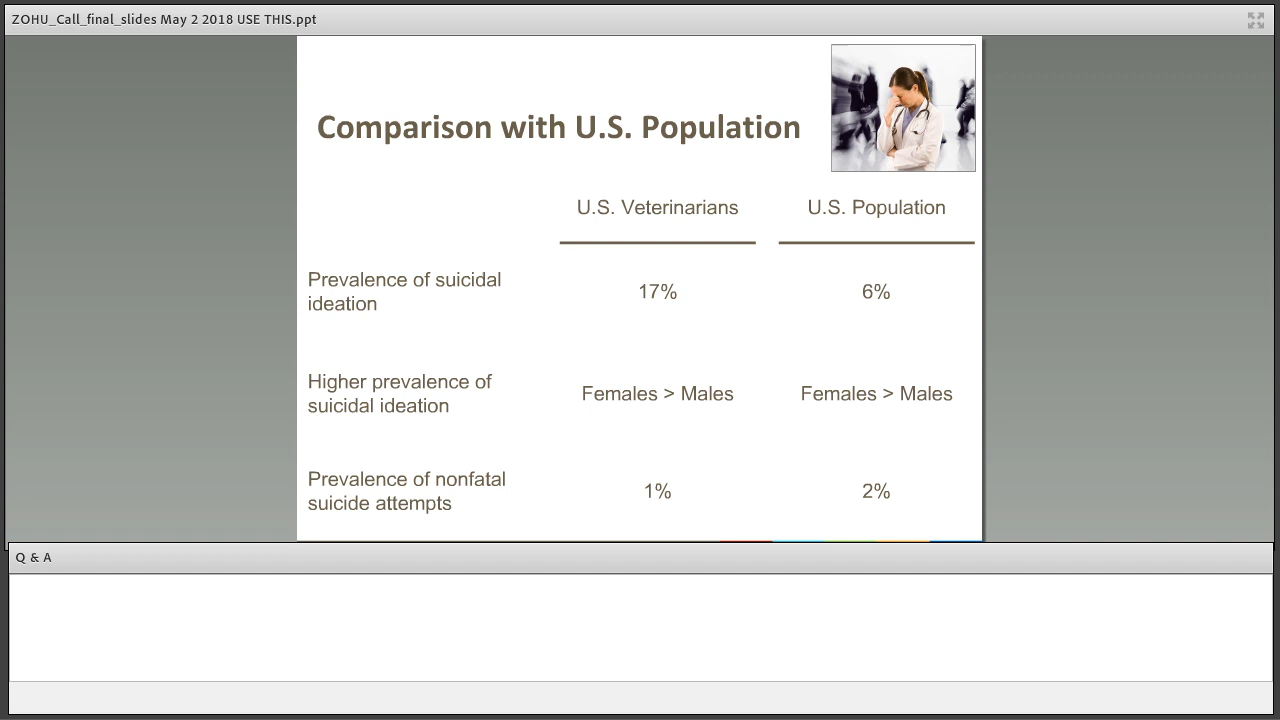 ZOHU_Call_final_slides May 2 2018 USE THIS.ppt
Comparison with U.S. Population
U.S. Veterinarians
U.S. Population
Prevalence of suicidal
ideation
17%
6%
Higher prevalence of
suicidal ideation
Females > Males
Females > Males
Prevalence of nonfatal
suicide attempts
1%
2%
Q & A